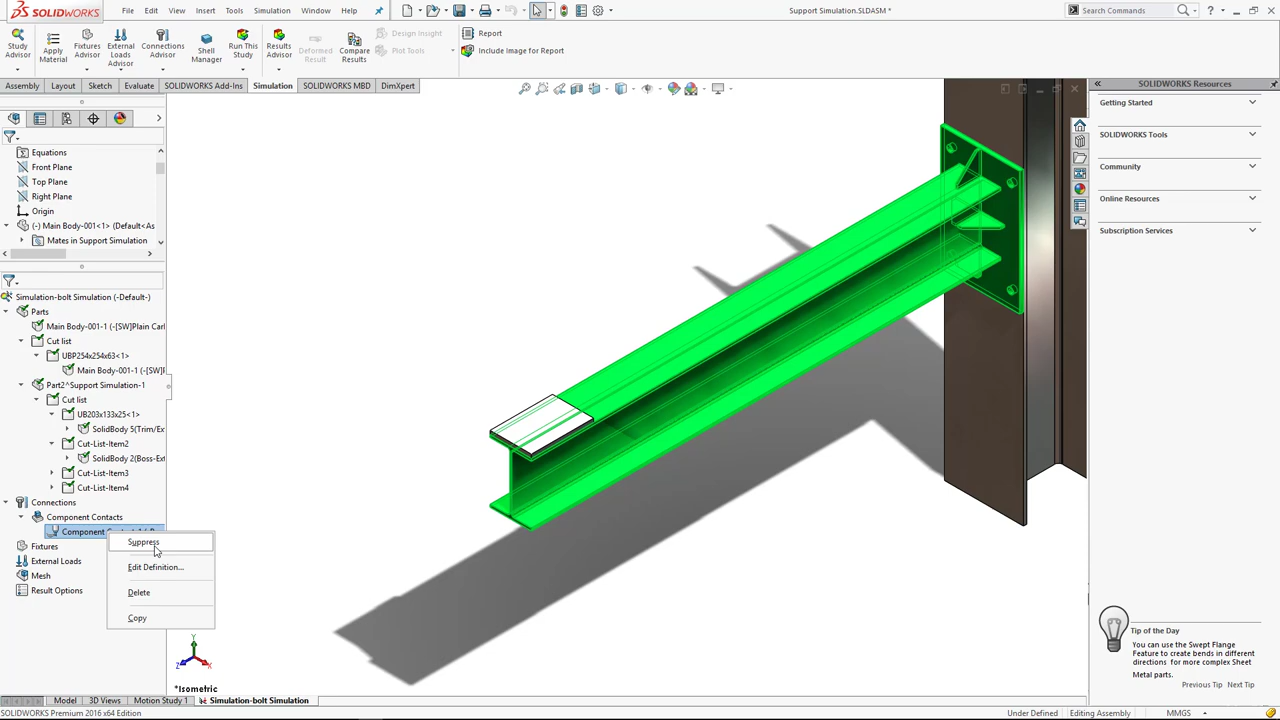 SOLIDWORKS
File Edit View Insert Tools Simulation Window Help
Support Simulation.SLDASM *
Search Commands
Study Advisor
Apply Material
Fixtures Advisor
External Loads Advisor
Connections Advisor
Shell Manager
Run This Study
Results Advisor
Deformed Result
Compare Results
Design Insight
Plot Tools
Report
Include Image for Report
Assembly Layout Sketch Evaluate SOLIDWORKS Add-Ins Simulation SOLIDWORKS MBD DimXpert
SOLIDWORKS Resources
Getting Started
SOLIDWORKS Tools
Community
Online Resources
Subscription Services
Equations
Front Plane
Top Plane
Right Plane
Origin
(-) Main Body-001<1> (Default<As
Mates in Support Simulation
Simulation-bolt Simulation (-Default-)
Parts
Main Body-001-1 (-[SW]Plain Carl
Cut list
UBP254x254x63<1>
Main Body-001-1 (-[SW]
Part2^Support Simulation-1
Cut list
UB203x133x25<1>
SolidBody 5(Trim/Ex
Cut-List-Item2
SolidBody 2(Boss-Ext
Cut-List-Item3
Cut-List-Item4
Connections
Component Contacts
Component
Fixtures
External Loads
Mesh
Result Options
Suppress
Edit Definition...
Delete
Copy
Y
Z
X
*Isometric
Tip of the Day
You can use the Swept Flange
Feature to create bends in different
directions for more complex Sheet
Metal parts.
Previous Tip Next Tip
Model 3D Views Motion Study 1 Simulation-bolt Simulation
SOLIDWORKS Premium 2016 x64 Edition
Under Defined Editing Assembly MMGS